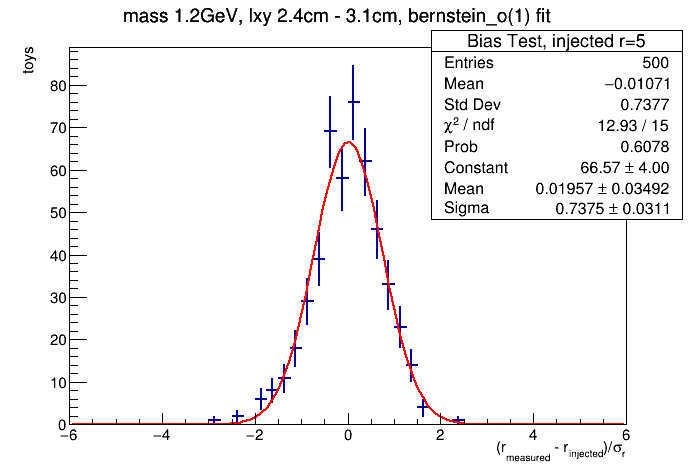 mass 1.2GeV, lxy 2.4cm - 3.1cm, bernstein_o(1) fit
Bias Test, injected r=5
Entries 500
Mean −0.01071
Std Dev 0.7377
χ² / ndf 12.93 / 15
Prob 0.6078
Constant 66.57 ± 4.00
Mean 0.01957 ± 0.03492
Sigma 0.7375 ± 0.0311
toys
80
70
60
50
40
30
20
10
0
−6 −4 −2 0 2 4 6
(r_measured - r_injected)/σ_r